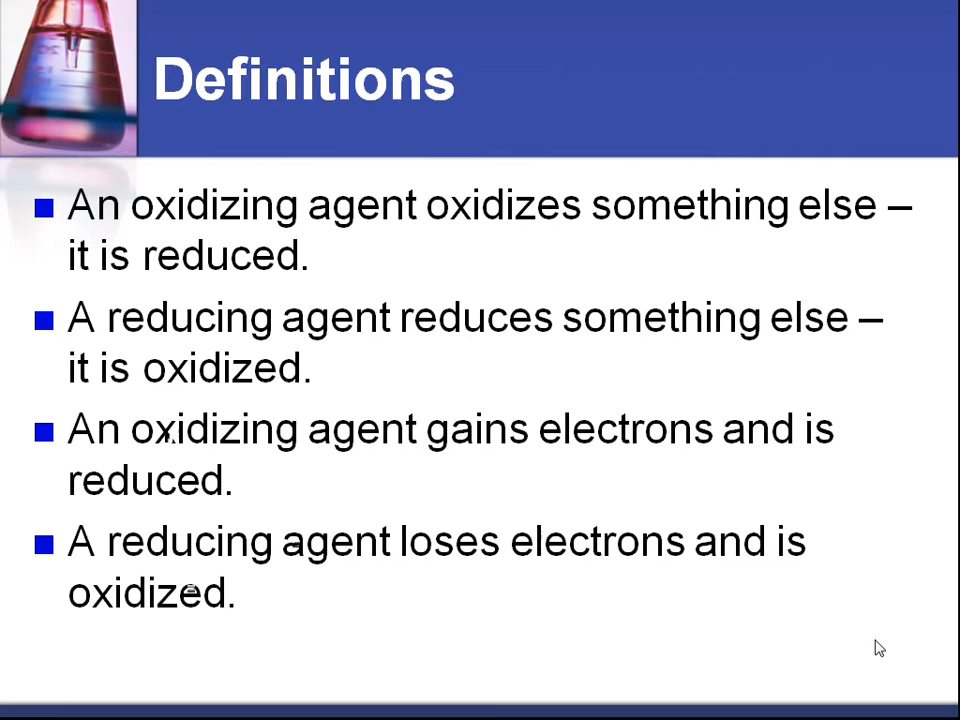 Definitions
An oxidizing agent oxidizes something else –
it is reduced.
A reducing agent reduces something else –
it is oxidized.
An oxidizing agent gains electrons and is
reduced.
A reducing agent loses electrons and is
oxidized.